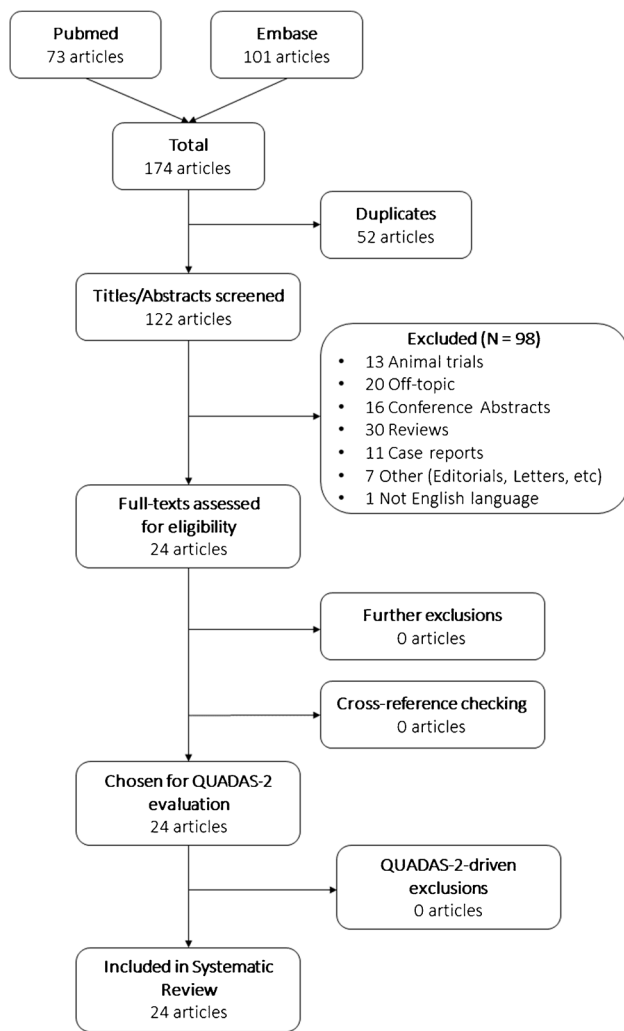 Pubmed
73 articles
Embase
101 articles
Total
174 articles
Duplicates
52 articles
Titles/Abstracts screened
122 articles
Excluded (N = 98)
• 13 Animal trials
• 20 Off-topic
• 16 Conference Abstracts
• 30 Reviews
• 11 Case reports
• 7 Other (Editorials, Letters, etc)
• 1 Not English language
Full-texts assessed
for eligibility
24 articles
Further exclusions
0 articles
Cross-reference checking
0 articles
Chosen for QUADAS-2
evaluation
24 articles
QUADAS-2-driven
exclusions
0 articles
Included in Systematic
Review
24 articles